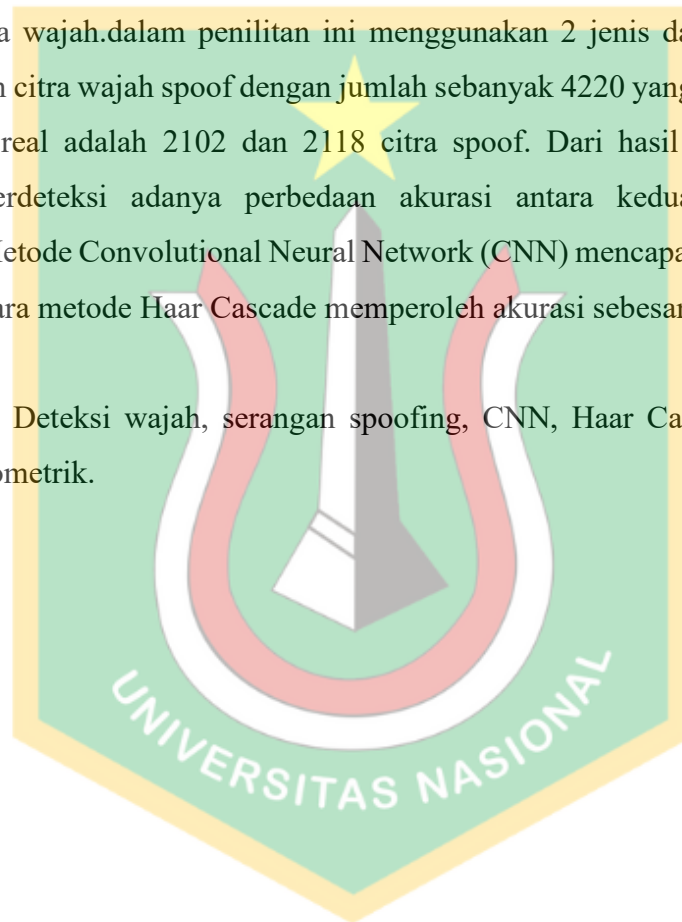 a wajah.dalam penilitan ini menggunakan 2 jenis da
n citra wajah spoof dengan jumlah sebanyak 4220 yang
real adalah 2102 dan 2118 citra spoof. Dari hasil
erdeteksi adanya perbedaan akurasi antara kedua
Metode Convolutional Neural Network (CNN) mencapa
ara metode Haar Cascade memperoleh akurasi sebesar
Deteksi wajah, serangan spoofing, CNN, Haar Ca
ometrik.
UNIVERSITAS NASIONAL